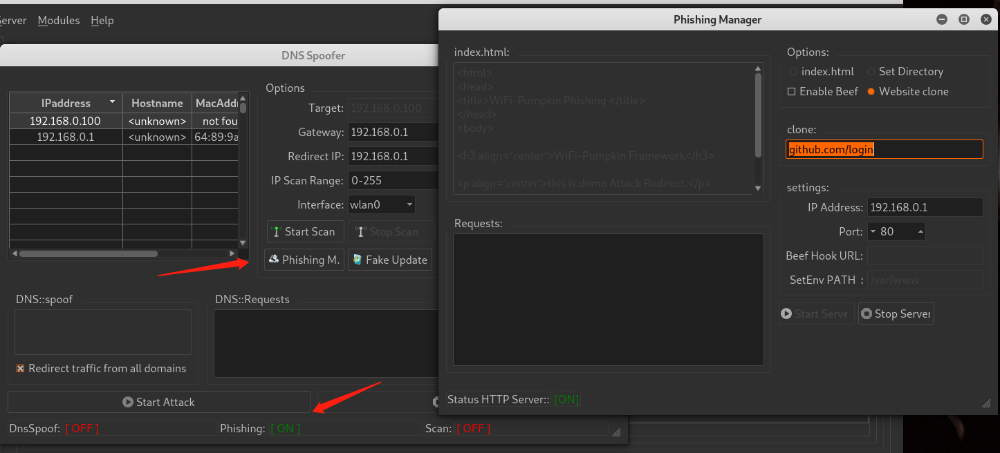 Server Modules Help
DNS Spoofer
IPaddress Hostname MacAddr
192.168.0.100 <unknown> not fou
192.168.0.1 <unknown> 64:89:9a
Options
Target: 192.168.0.100
Gateway: 192.168.0.1
Redirect IP: 192.168.0.1
IP Scan Range: 0-255
Interface: wlan0
Start Scan Stop Scan
Phishing M. Fake Update
DNS::spoof
Redirect traffic from all domains
DNS::Requests
Start Attack
DnsSpoof: [ OFF ] Phishing: [ ON ] Scan: [ OFF ]
Phishing Manager
index.html:
<html>
<head>
<title>WiFi-Pumpkin Phishing </title>
</head>
<body>
<h3 align='center'>WiFi-Pumpkin Framework</h3>
<p align='center'>this is demo Attack Redirect.</p>
Requests:
Status HTTP Server:: [ON]
Options:
index.html Set Directory
Enable Beef Website clone
clone:
github.com/login
settings:
IP Address: 192.168.0.1
Port: 80
Beef Hook URL:
SetEnv PATH : /var/www
Start Serve Stop Server